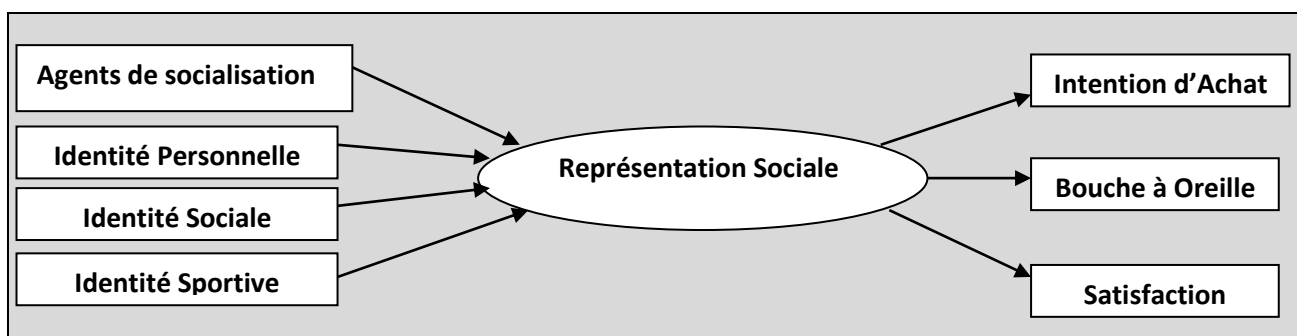 Agents de socialisation
Identité Personnelle
Identité Sociale
Identité Sportive
Représentation Sociale
Intention d’Achat
Bouche à Oreille
Satisfaction